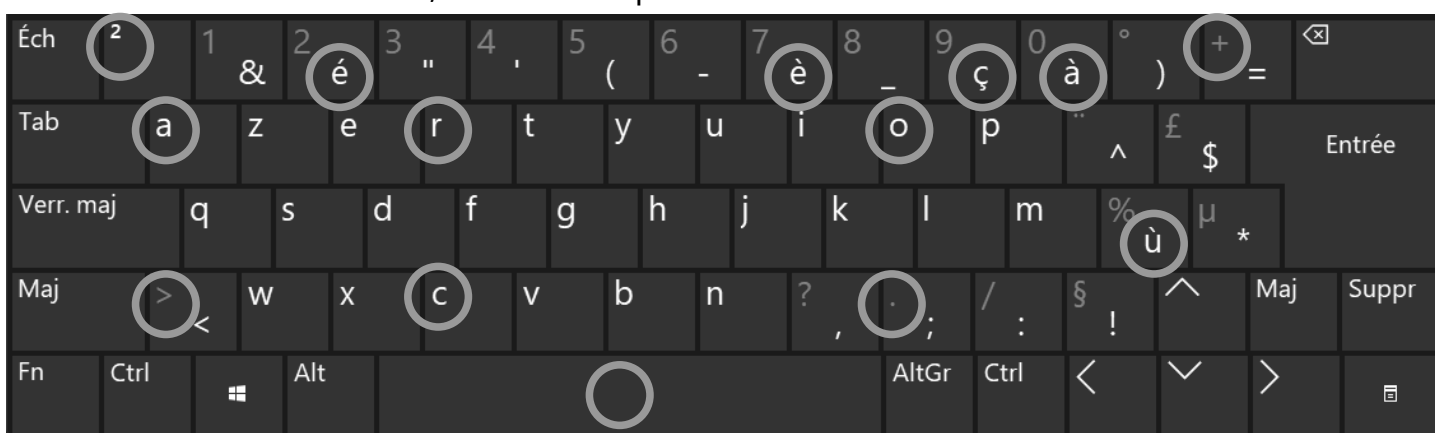 Éch ² 1 & 2 é 3 " 4 ' 5 ( 6 - 7 è 8 _ 9 ç 0 à ° ) + =
Tab a z e r t y u i o p ¨ ^ £ $ Entrée
Verr. maj q s d f g h j k l m % ù µ *
Maj > < w x c v b n ? , . ; / : § ! Maj Suppr
Fn Ctrl Alt AltGr Ctrl